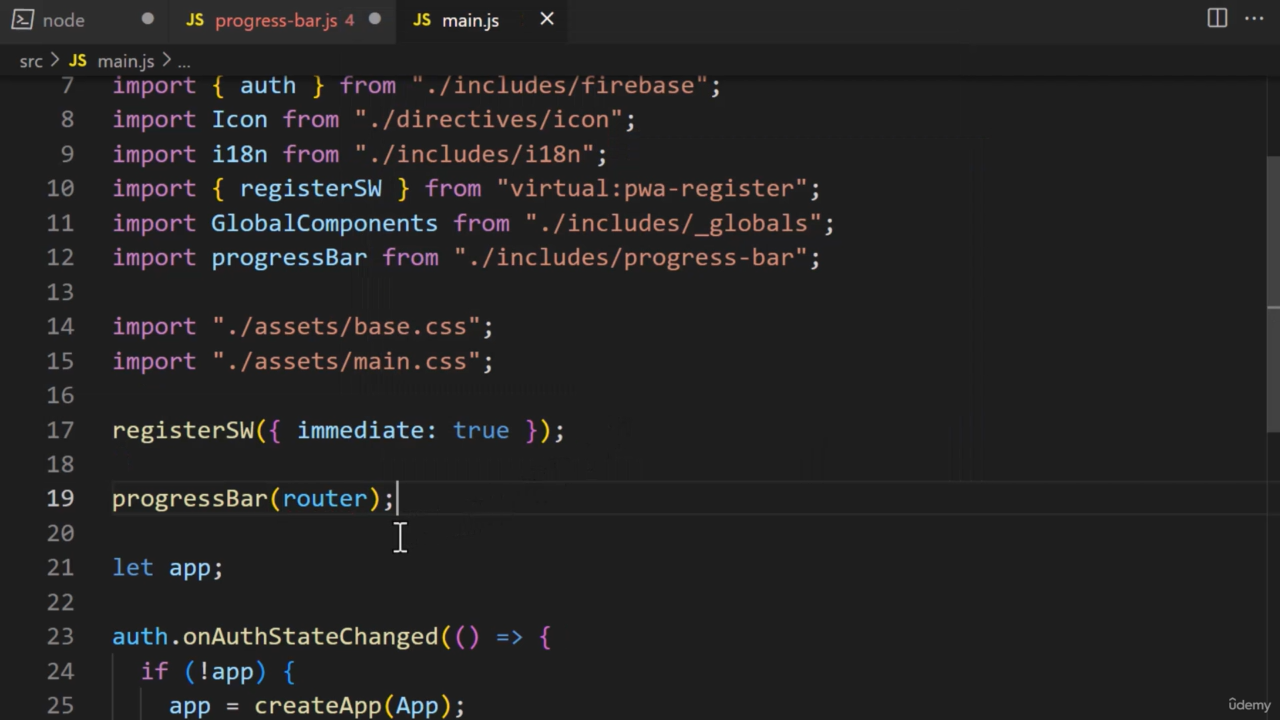 node
JS progress-bar.js 4
JS main.js
src > JS main.js > ...
7 import { auth } from "./includes/firebase";
8 import Icon from "./directives/icon";
9 import i18n from "./includes/i18n";
10 import { registerSW } from "virtual:pwa-register";
11 import GlobalComponents from "./includes/_globals";
12 import progressBar from "./includes/progress-bar";
13
14 import "./assets/base.css";
15 import "./assets/main.css";
16
17 registerSW({ immediate: true });
18
19 progressBar(router);
20
21 let app;
22
23 auth.onAuthStateChanged(() => {
24 if (!app) {
25 app = createApp(App);
ûdemy